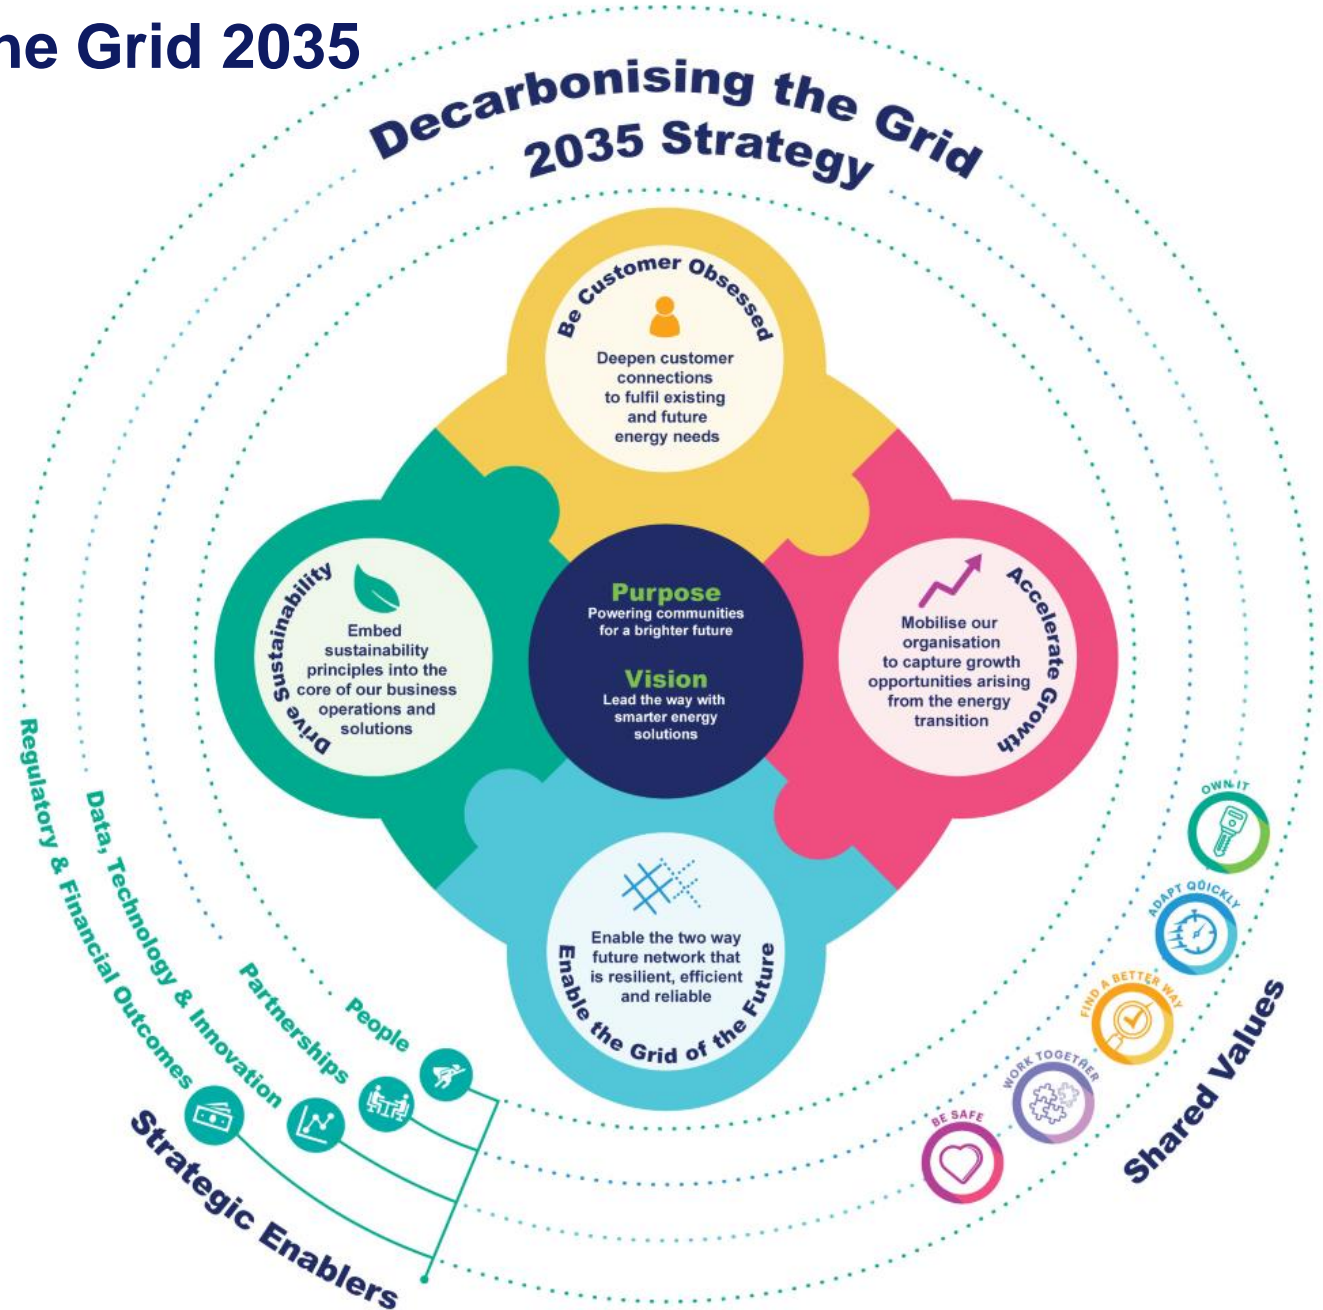 he Grid 2035
Decarbonising the Grid
2035 Strategy
Be Customer Obsessed
Deepen customer
connections
to fulfil existing
and future
energy needs
Drive Sustainability
Embed
sustainability
principles into the
core of our business
operations and
solutions
Purpose
Powering communities
for a brighter future
Vision
Lead the way with
smarter energy
solutions
Accelerate Growth
Mobilise our
organisation
to capture growth
opportunities arising
from the energy
transition
Enable the two way
future network that
is resilient, efficient
and reliable
Enable the Grid of the Future
Regulatory & Financial Outcomes
Data, Technology & Innovation
Partnerships
People
Strategic Enablers
OWN IT
ADAPT QUICKLY
FIND A BETTER WAY
WORK TOGETHER
BE SAFE
Shared Values